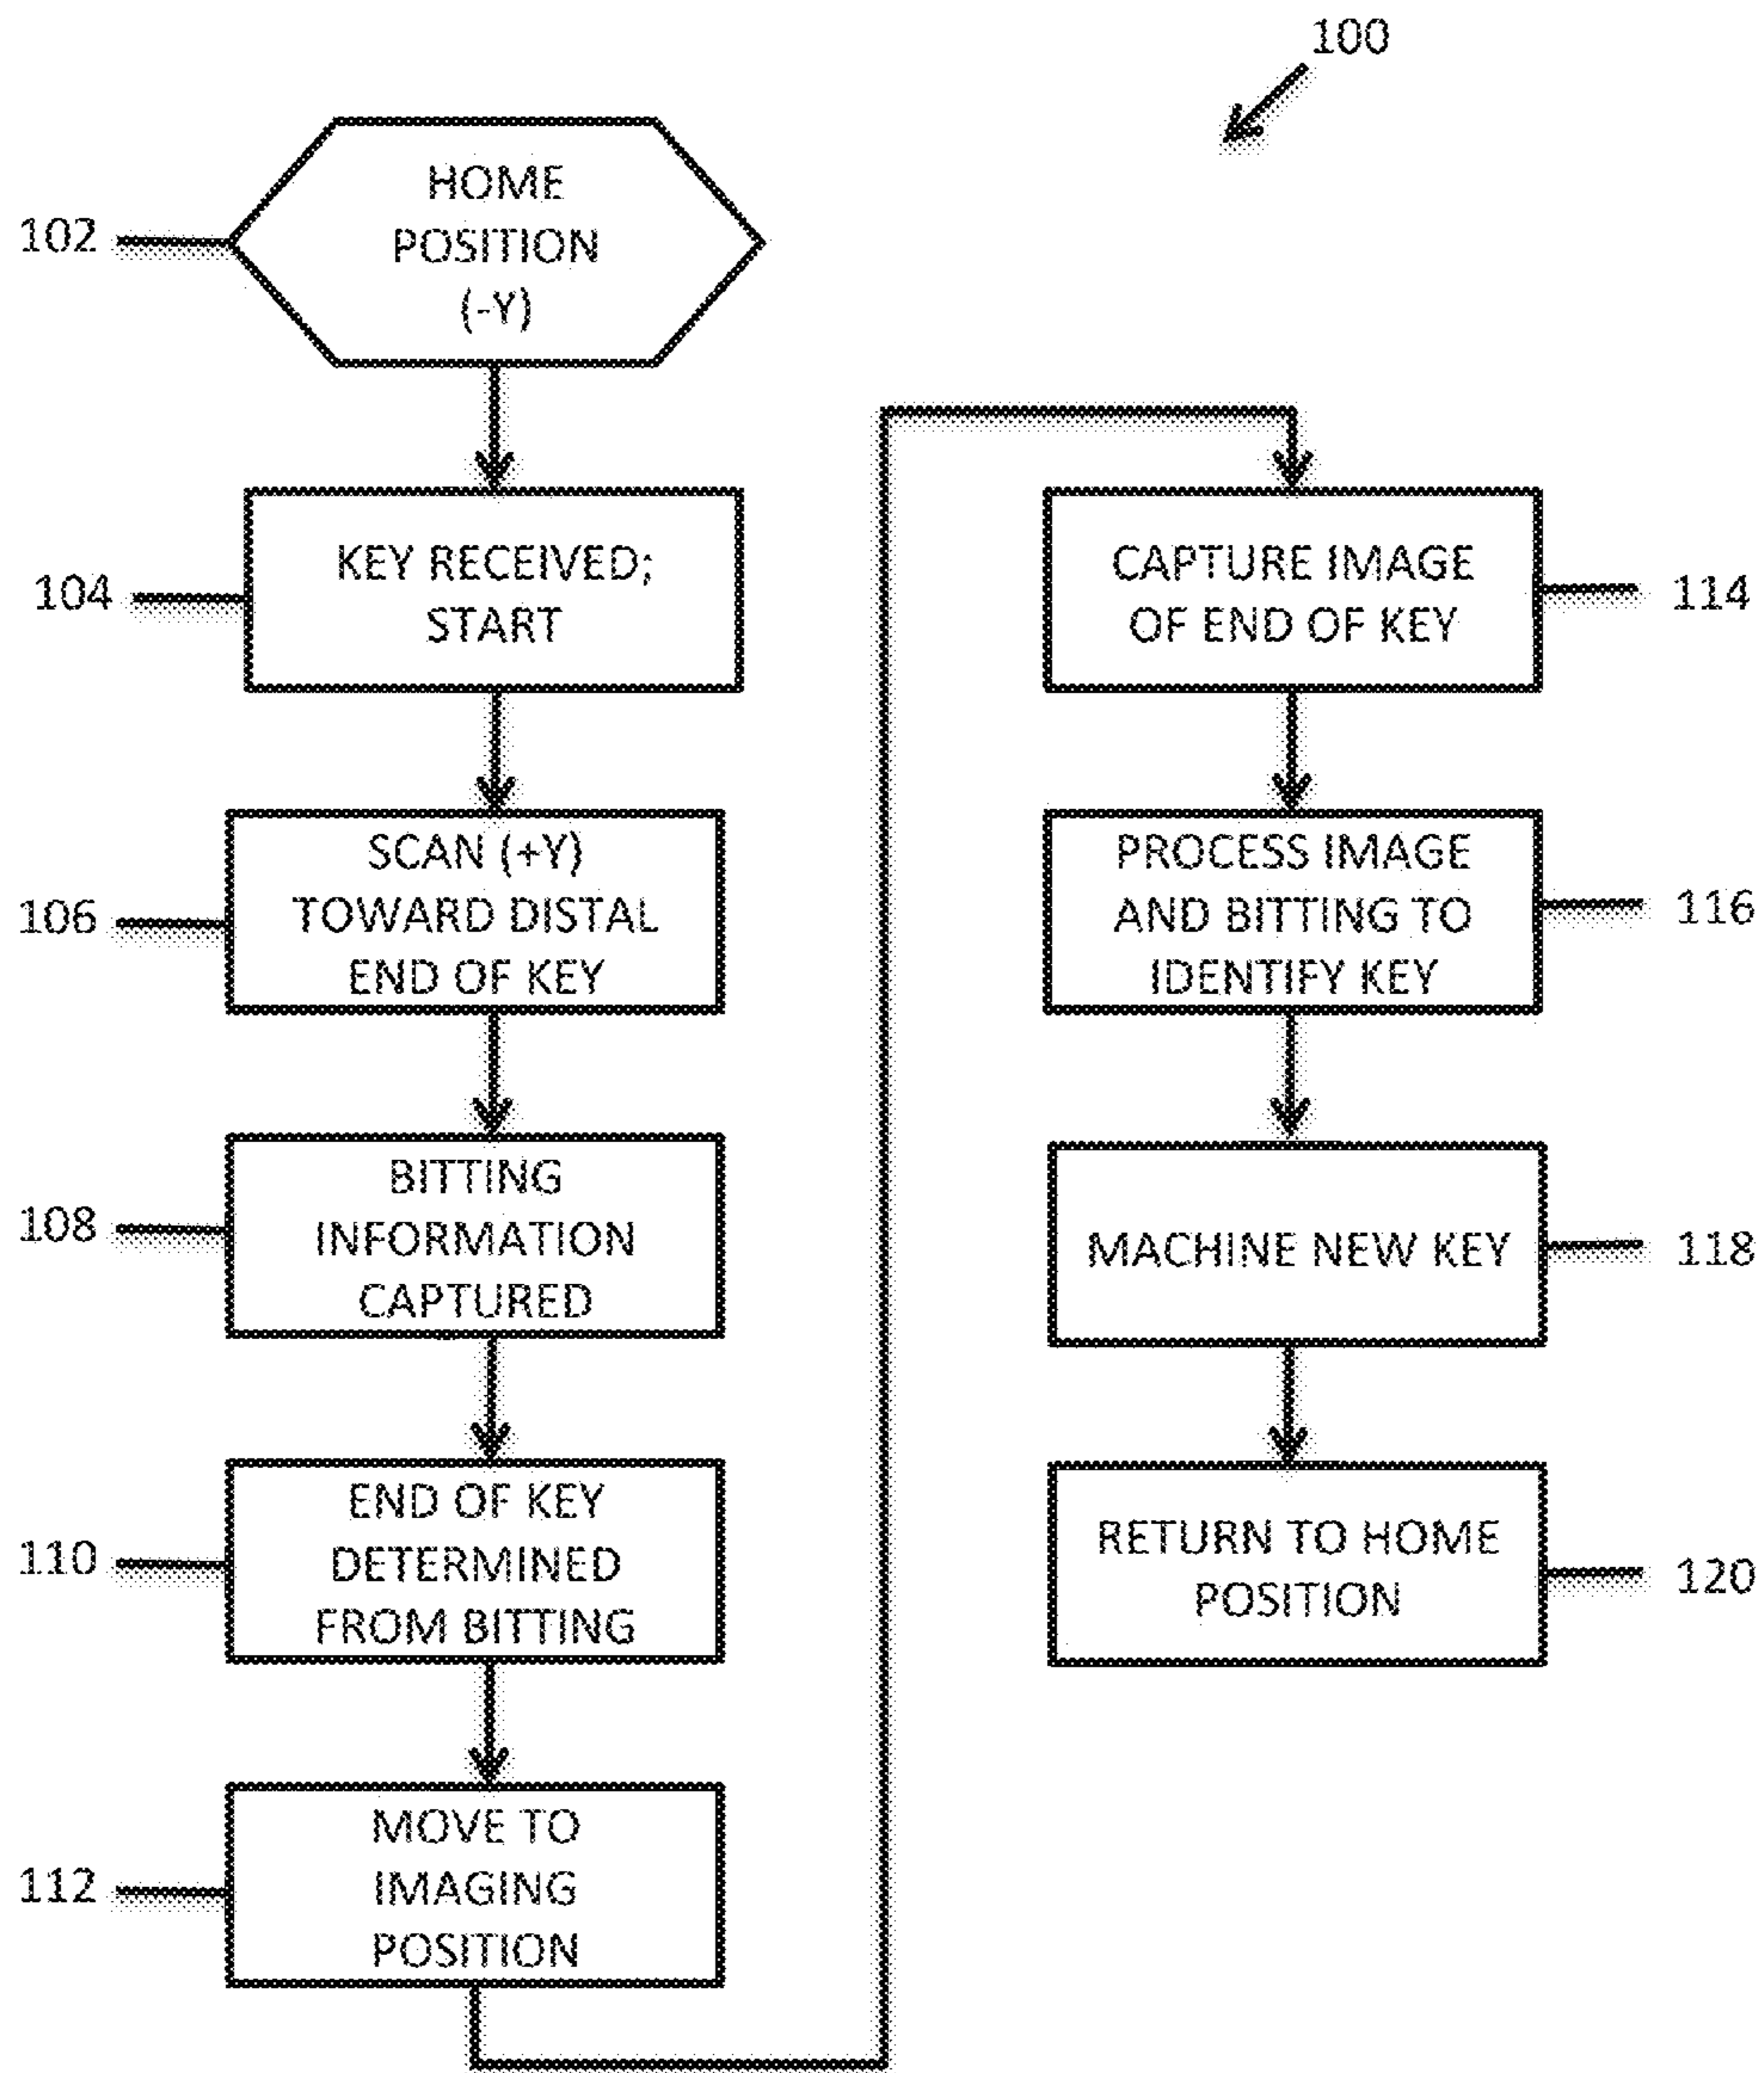 100
102
HOME
POSITION
(-Y)
104
KEY RECEIVED;
START
106
SCAN (+Y)
TOWARD DISTAL
END OF KEY
108
BITTING
INFORMATION
CAPTURED
110
END OF KEY
DETERMINED
FROM BITTING
112
MOVE TO
IMAGING
POSITION
CAPTURE IMAGE
OF END OF KEY
114
PROCESS IMAGE
AND BITTING TO
IDENTIFY KEY
116
MACHINE NEW KEY
118
RETURN TO HOME
POSITION
120